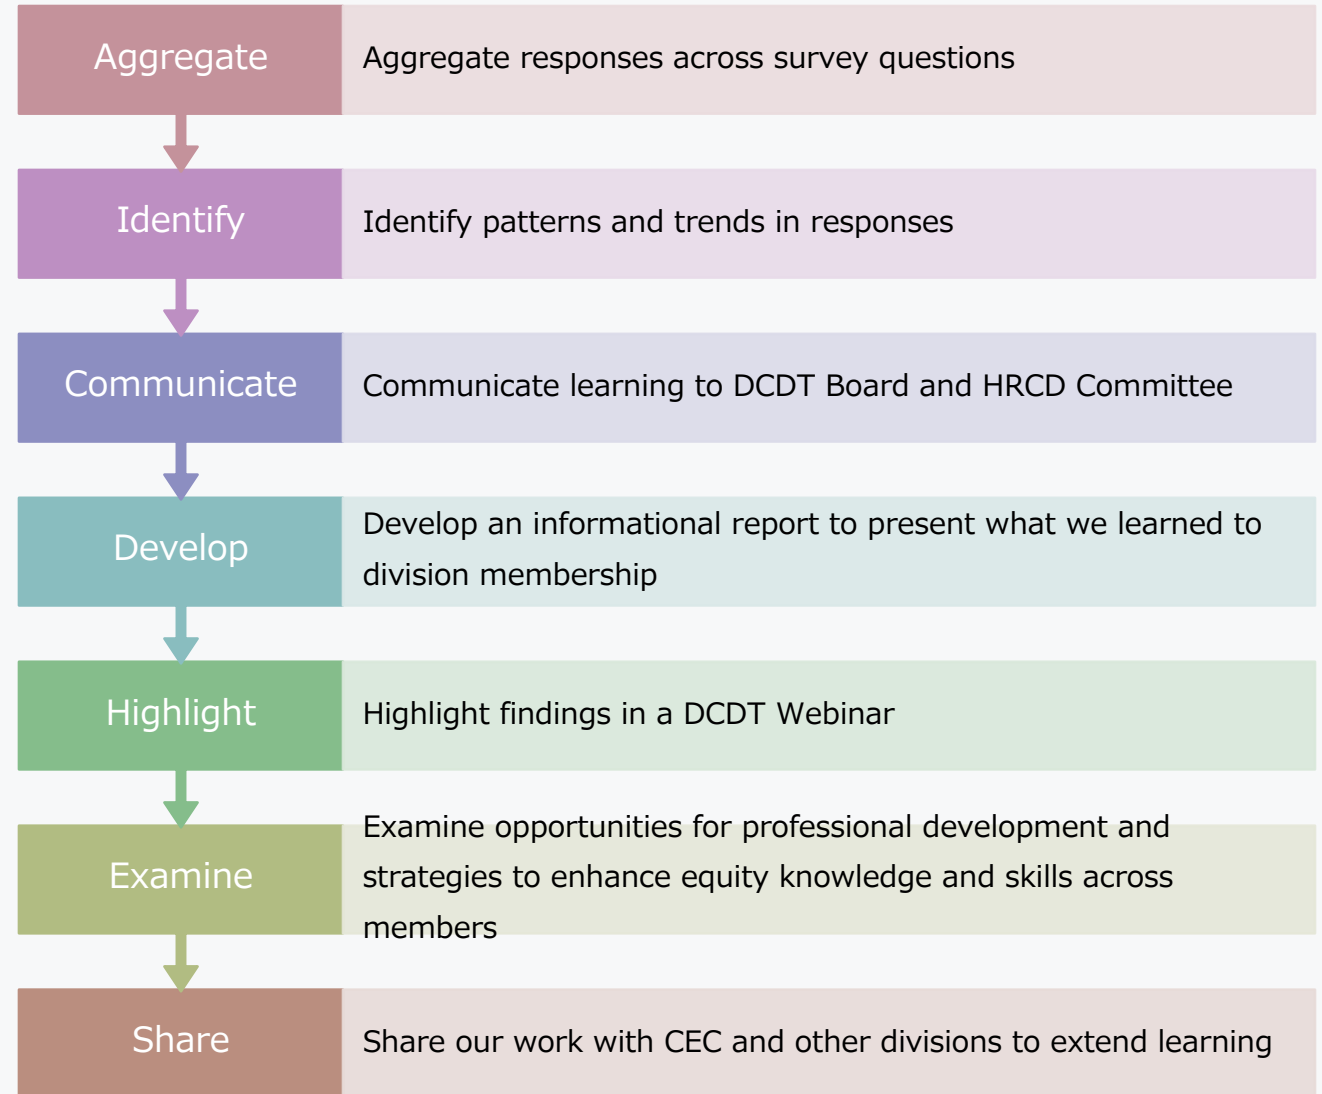 Aggregate
Aggregate responses across survey questions
Identify
Identify patterns and trends in responses
Communicate
Communicate learning to DCDT Board and HRCD Committee
Develop
Develop an informational report to present what we learned to
division membership
Highlight
Highlight findings in a DCDT Webinar
Examine
Examine opportunities for professional development and
strategies to enhance equity knowledge and skills across
members
Share
Share our work with CEC and other divisions to extend learning